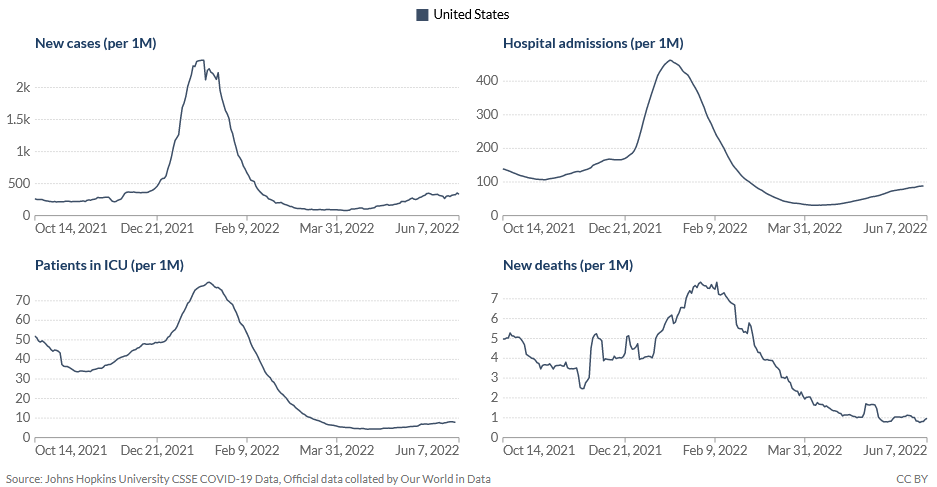 United States
New cases (per 1M)
2k
1.5k
1k
500
0
Oct 14, 2021 Dec 21, 2021 Feb 9, 2022 Mar 31, 2022 Jun 7, 2022
Hospital admissions (per 1M)
400
300
200
100
0
Oct 14, 2021 Dec 21, 2021 Feb 9, 2022 Mar 31, 2022 Jun 7, 2022
Patients in ICU (per 1M)
70
60
50
40
30
20
10
0
Oct 14, 2021 Dec 21, 2021 Feb 9, 2022 Mar 31, 2022 Jun 7, 2022
New deaths (per 1M)
7
6
5
4
3
2
1
0
Oct 14, 2021 Dec 21, 2021 Feb 9, 2022 Mar 31, 2022 Jun 7, 2022
Source: Johns Hopkins University CSSE COVID-19 Data, Official data collated by Our World in Data
CC BY